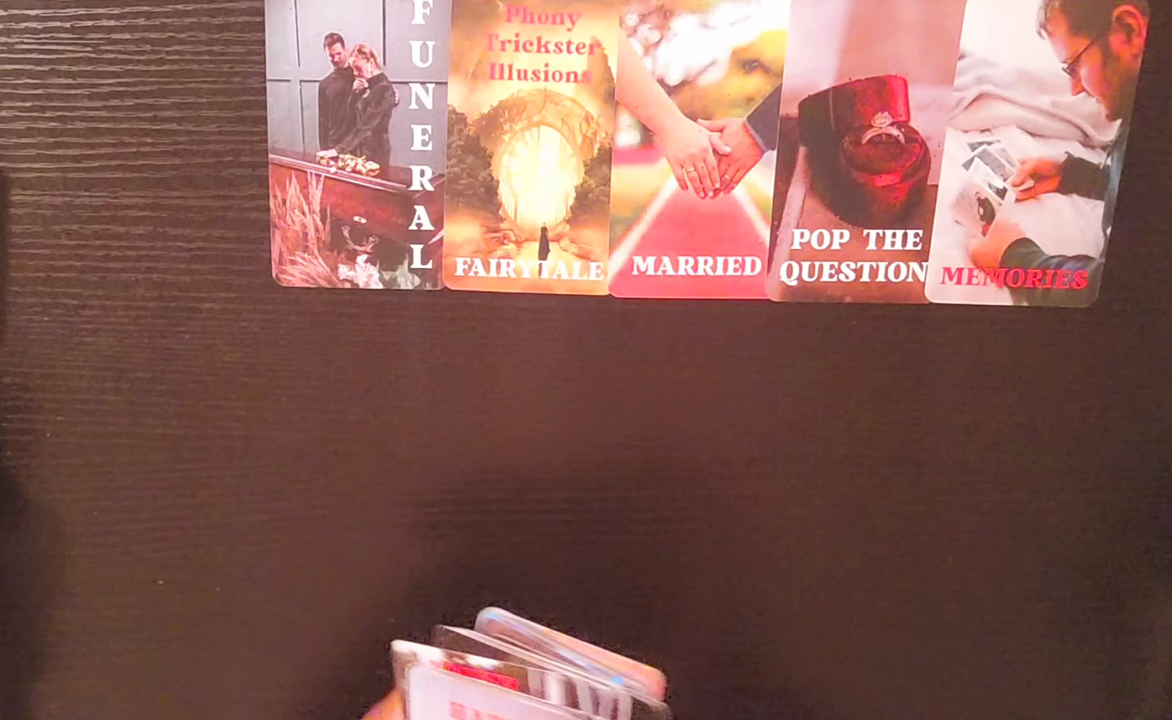 FUNERAL
Phony
Trickster
Illusions
FAIRYTALE
MARRIED
POP THE
QUESTION
MEMORIES